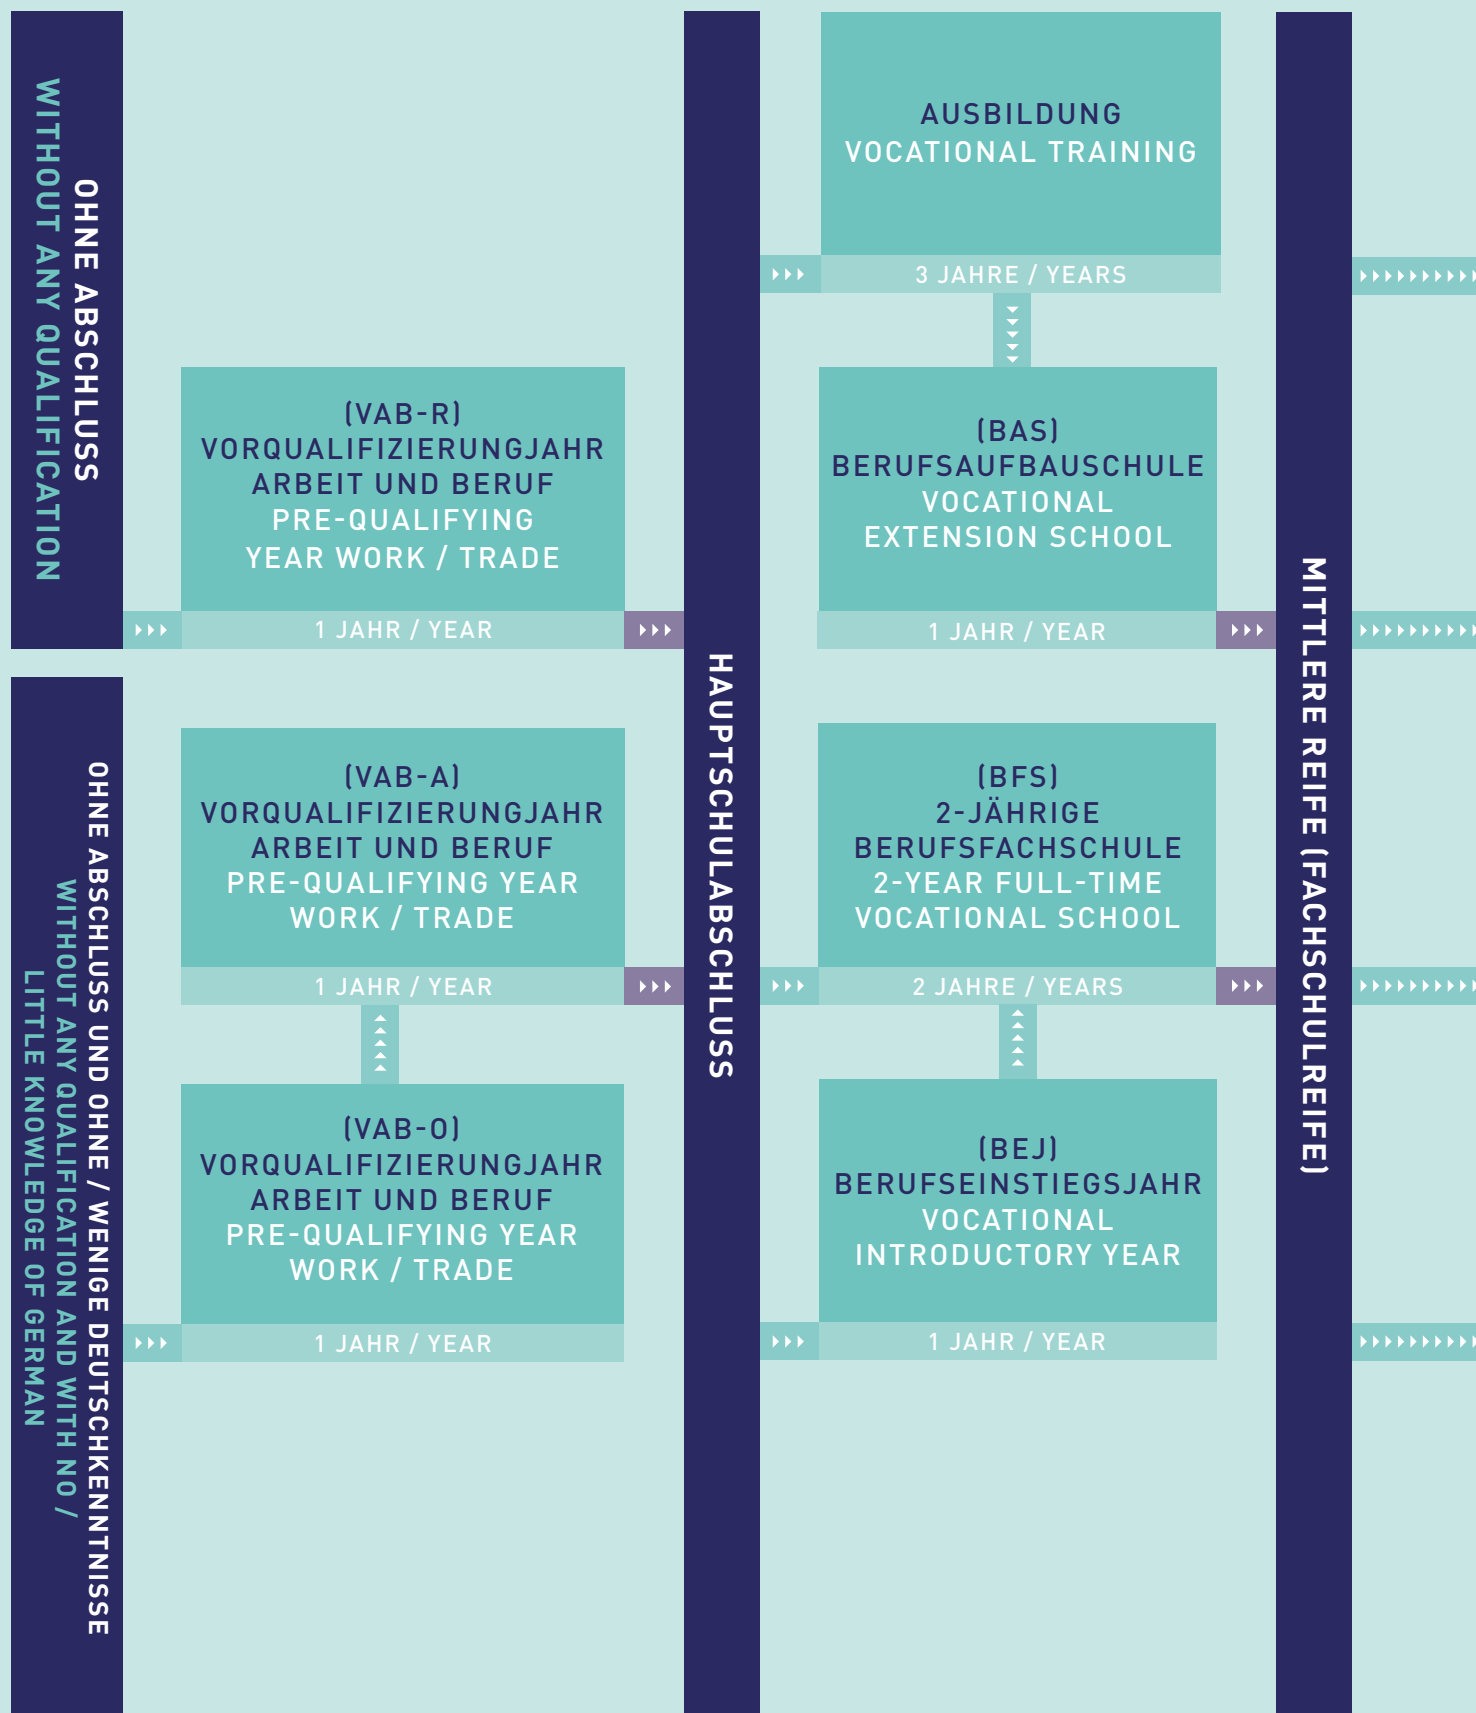 OHNE ABSCHLUSS
WITHOUT ANY QUALIFICATION
(VAB-R)
VORQUALIFIZIERUNGJAHR
ARBEIT UND BERUF
PRE-QUALIFYING
YEAR WORK / TRADE
1 JAHR / YEAR
OHNE ABSCHLUSS UND OHNE / WENIGE DEUTSCHKENNTNISSE
WITHOUT ANY QUALIFICATION AND WITH NO /
LITTLE KNOWLEDGE OF GERMAN
(VAB-A)
VORQUALIFIZIERUNGJAHR
ARBEIT UND BERUF
PRE-QUALIFYING YEAR
WORK / TRADE
1 JAHR / YEAR
(VAB-O)
VORQUALIFIZIERUNGJAHR
ARBEIT UND BERUF
PRE-QUALIFYING YEAR
WORK / TRADE
1 JAHR / YEAR
HAUPTSCHULABSCHLUSS
AUSBILDUNG
VOCATIONAL TRAINING
3 JAHRE / YEARS
(BAS)
BERUFSAUFBAUSCHULE
VOCATIONAL
EXTENSION SCHOOL
1 JAHR / YEAR
(BFS)
2-JÄHRIGE
BERUFSFACHSCHULE
2-YEAR FULL-TIME
VOCATIONAL SCHOOL
2 JAHRE / YEARS
(BEJ)
BERUFSEINSTIEGSJAHR
VOCATIONAL
INTRODUCTORY YEAR
1 JAHR / YEAR
MITTLERE REIFE (FACHSCHULREIFE)